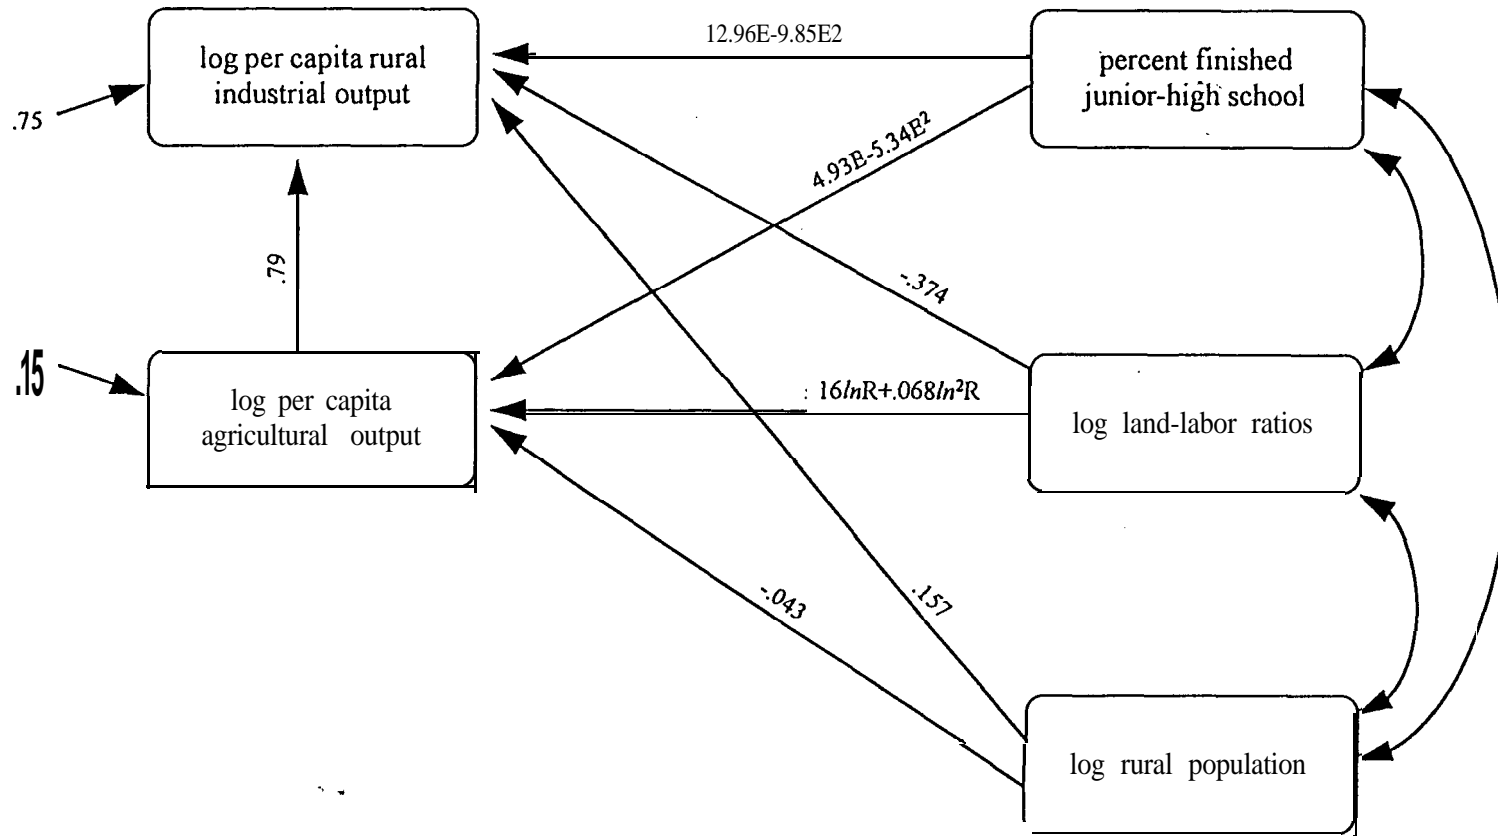 12.96E-9.85E2
log per capita rural
industrial output
percent finished
junior-high school
.75
4.93E-5.34E²
.79
-.374
.15
log per capita
agricultural output
: 16lnR+.068ln²R
log land-labor ratios
-.043
.157
log rural population